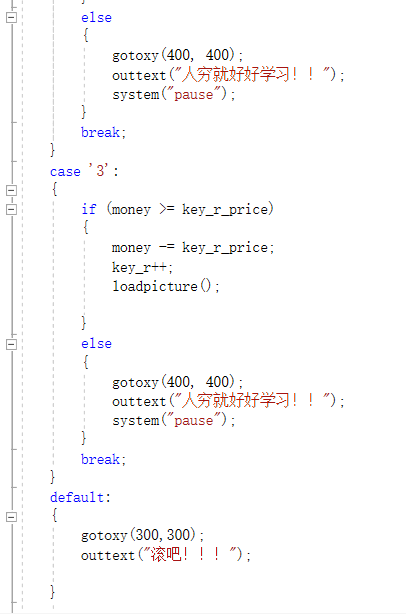 }
else
{
gotoxy(400, 400);
outtext("人穷就好好学习！！");
system("pause");
}
break;
}
case '3':
{
if (money >= key_r_price)
{
money -= key_r_price;
key_r++;
loadpicture();
}
else
{
gotoxy(400, 400);
outtext("人穷就好好学习！！");
system("pause");
}
break;
}
default:
{
gotoxy(300,300);
outtext("滚吧！！！");
}